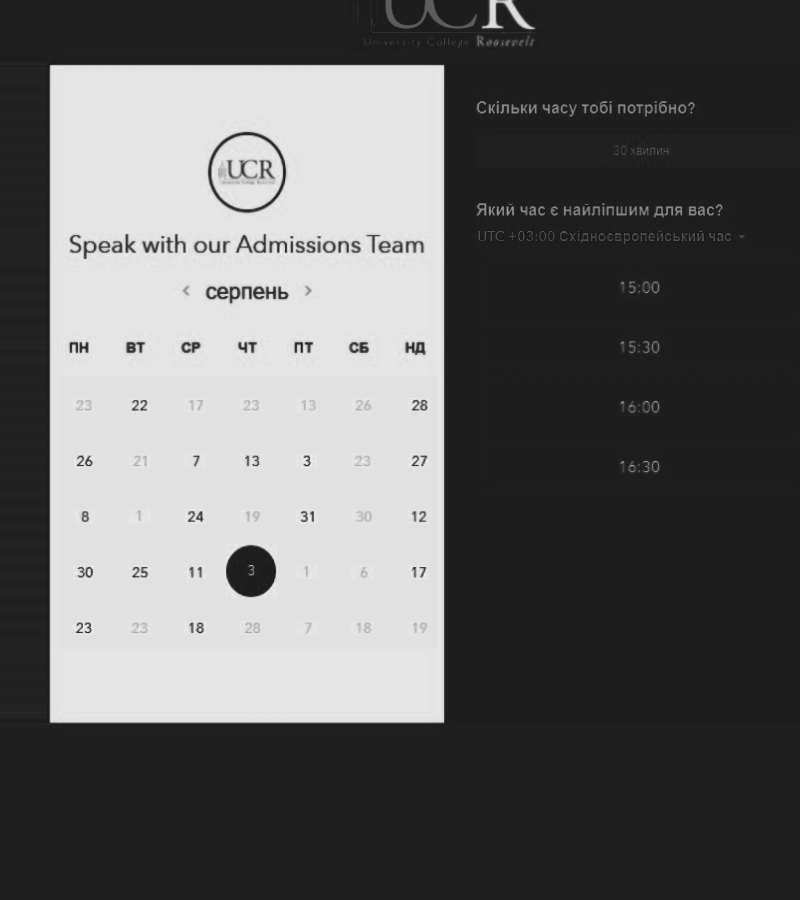 UCR
University College Roosevelt
UCR
Speak with our Admissions Team
< серпень >
ПН ВТ СР ЧТ ПТ СБ НД
23 22 17 23 13 26 28
26 21 7 13 3 23 27
8 1 24 19 31 30 12
30 25 11 3 1 6 17
23 23 18 28 7 18 19
Скільки часу тобі потрібно?
30 хвилин
Який час є найліпшим для вас?
UTC +03:00 Східноєвропейський час
15:00
15:30
16:00
16:30